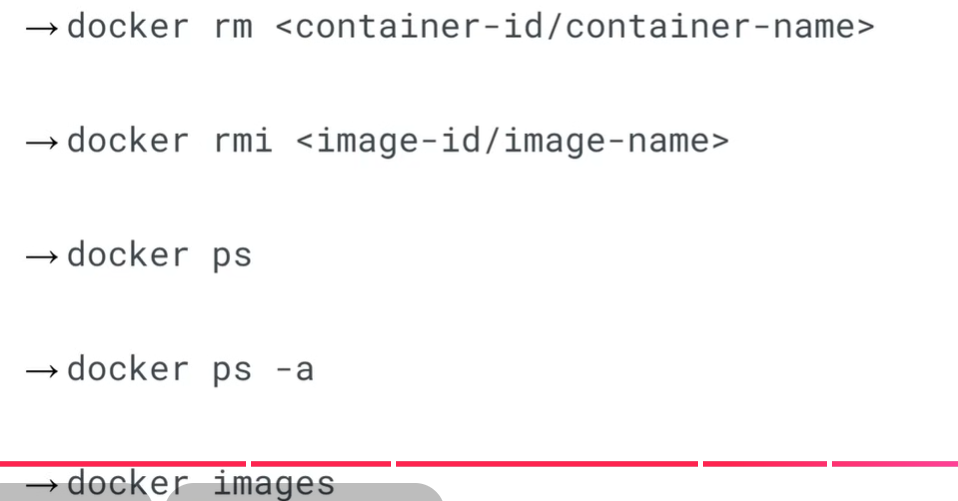 →docker rm <container-id/container-name>
→docker rmi <image-id/image-name>
→docker ps
→docker ps -a
→docker images